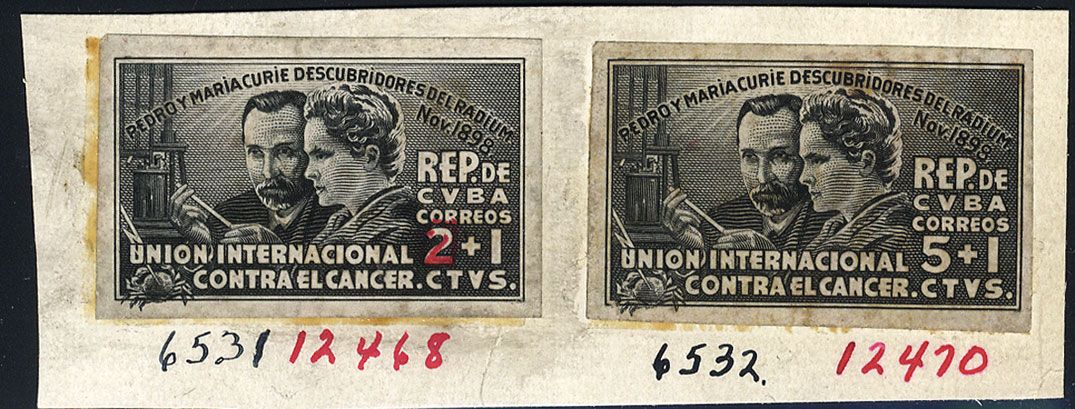 PEDRO Y MARIA CURIE DESCUBRIDORES DEL RADIUM.
Nov. 1898
REP. DE
CVBA
CORREOS
2+1
UNION INTERNACIONAL
CONTRA EL CANCER. CTVS.
6531 12468
PEDRO Y MARIA CURIE DESCUBRIDORES DEL RADIUM
Nov. 1898
REP. DE
CVBA
CORREOS
5+1
UNION INTERNACIONAL
CONTRA EL CANCER. CTVS.
6532. 12470